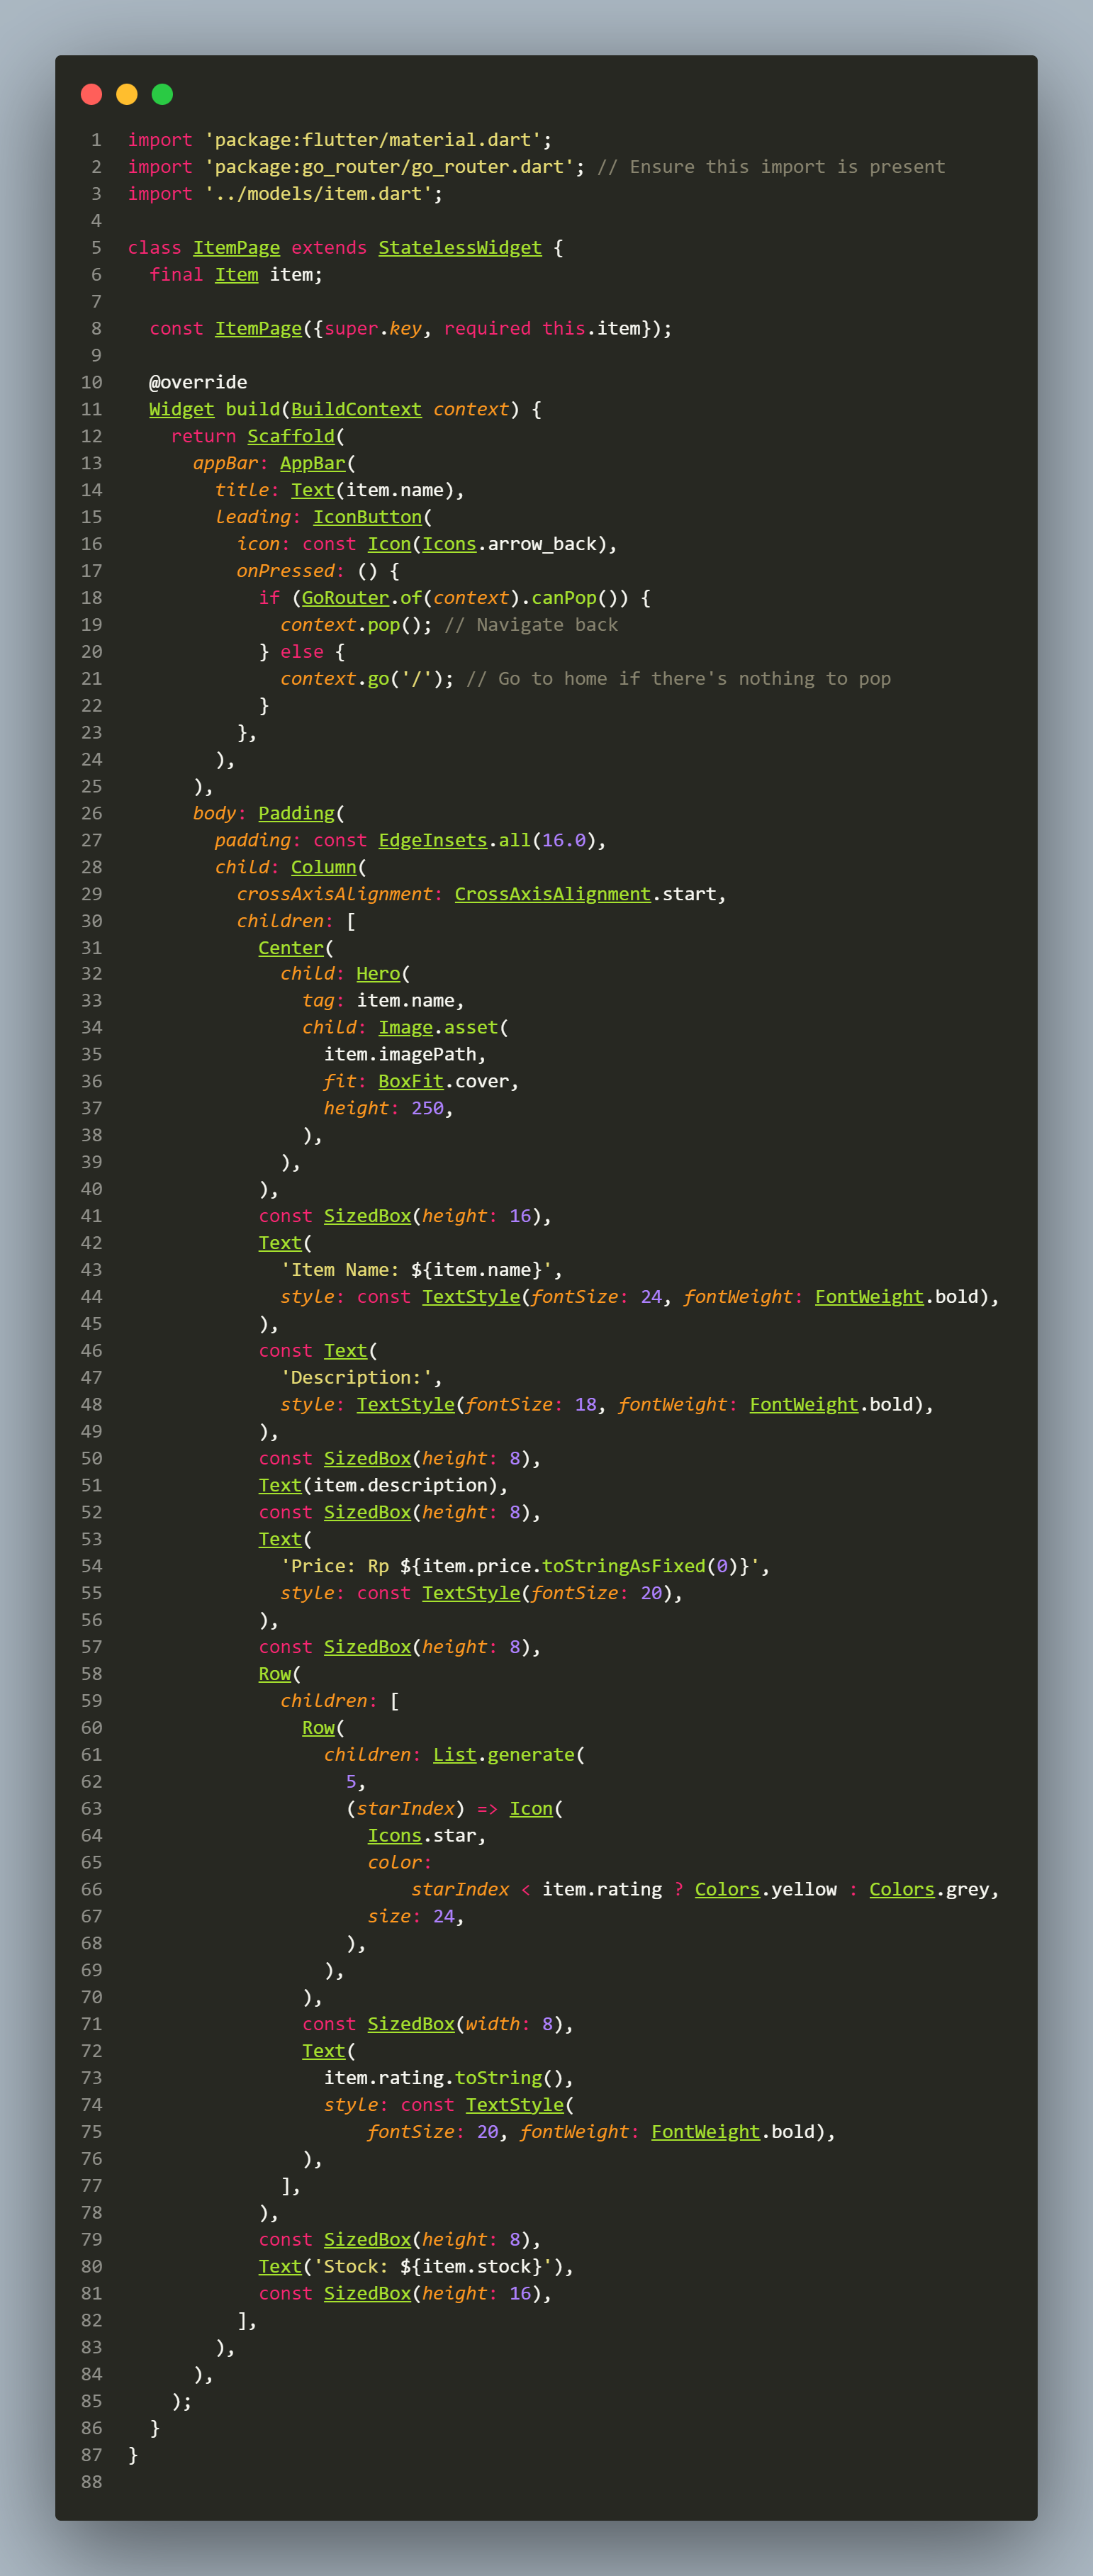 1 import 'package:flutter/material.dart';
2 import 'package:go_router/go_router.dart'; // Ensure this import is present
3 import '../models/item.dart';
4
5 class ItemPage extends StatelessWidget {
6   final Item item;
7
8   const ItemPage({super.key, required this.item});
9
10   @override
11   Widget build(BuildContext context) {
12     return Scaffold(
13       appBar: AppBar(
14         title: Text(item.name),
15         leading: IconButton(
16           icon: const Icon(Icons.arrow_back),
17           onPressed: () {
18             if (GoRouter.of(context).canPop()) {
19               context.pop(); // Navigate back
20             } else {
21               context.go('/'); // Go to home if there's nothing to pop
22             }
23           },
24         ),
25       ),
26       body: Padding(
27         padding: const EdgeInsets.all(16.0),
28         child: Column(
29           crossAxisAlignment: CrossAxisAlignment.start,
30           children: [
31             Center(
32               child: Hero(
33                 tag: item.name,
34                 child: Image.asset(
35                   item.imagePath,
36                   fit: BoxFit.cover,
37                   height: 250,
38                 ),
39               ),
40             ),
41             const SizedBox(height: 16),
42             Text(
43               'Item Name: ${item.name}',
44               style: const TextStyle(fontSize: 24, fontWeight: FontWeight.bold),
45             ),
46             const Text(
47               'Description:',
48               style: TextStyle(fontSize: 18, fontWeight: FontWeight.bold),
49             ),
50             const SizedBox(height: 8),
51             Text(item.description),
52             const SizedBox(height: 8),
53             Text(
54               'Price: Rp ${item.price.toStringAsFixed(0)}',
55               style: const TextStyle(fontSize: 20),
56             ),
57             const SizedBox(height: 8),
58             Row(
59               children: [
60                 Row(
61                   children: List.generate(
62                     5,
63                     (starIndex) => Icon(
64                       Icons.star,
65                       color:
66                           starIndex < item.rating ? Colors.yellow : Colors.grey,
67                       size: 24,
68                     ),
69                   ),
70                 ),
71                 const SizedBox(width: 8),
72                 Text(
73                   item.rating.toString(),
74                   style: const TextStyle(
75                       fontSize: 20, fontWeight: FontWeight.bold),
76                 ),
77               ],
78             ),
79             const SizedBox(height: 8),
80             Text('Stock: ${item.stock}'),
81             const SizedBox(height: 16),
82           ],
83         ),
84       ),
85     );
86   }
87 }
88